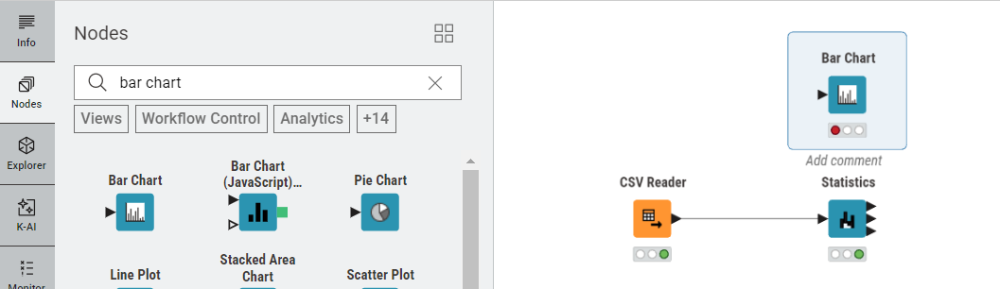 Info
Nodes
Explorer
K-AI
Monitor
Nodes
bar chart
Views
Workflow Control
Analytics
+14
Bar Chart
Bar Chart
(JavaScript)...
Pie Chart
Line Plot
Stacked Area
Chart
Scatter Plot
Bar Chart
Add comment
CSV Reader
Statistics